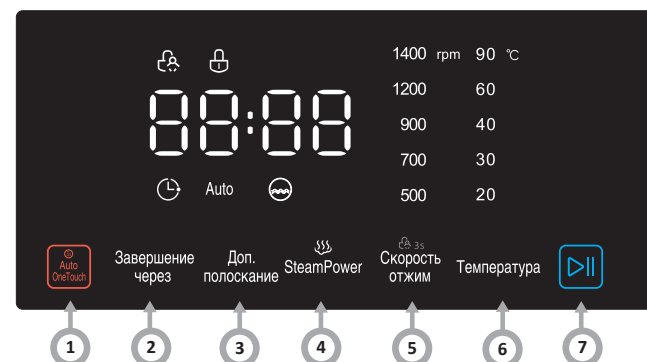 1400 rpm 90 °C
1200 60
88:88
900 40
700 30
Auto
500 20
Auto
OneTouch
Завершение
через
Доп.
полоскание
SteamPower
3s
Скорость
отжим
Температура
1 2 3 4 5 6 7